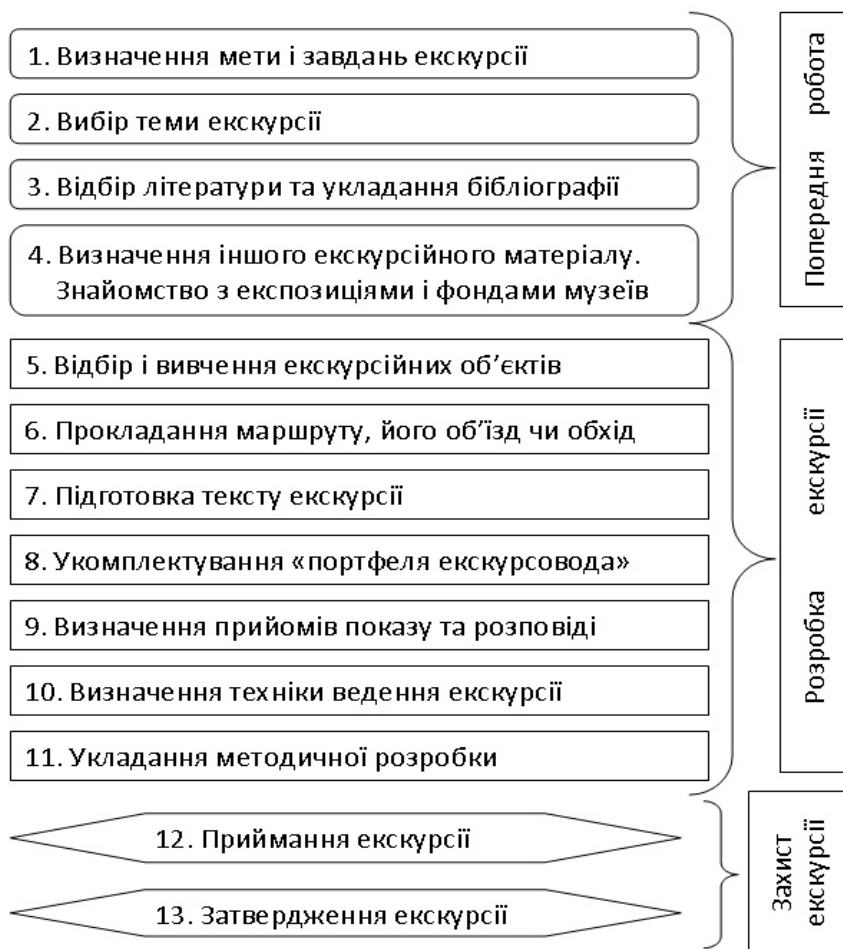 1. Визначення мети і завдань екскурсії
2. Вибір теми екскурсії
3. Відбір літератури та укладання бібліографії
4. Визначення іншого екскурсійного матеріалу.
Знайомство з експозиціями і фондами музеїв
Попередня робота
5. Відбір і вивчення екскурсійних об’єктів
6. Прокладання маршруту, його об’їзд чи обхід
7. Підготовка тексту екскурсії
8. Укомплектування «портфеля екскурсовода»
9. Визначення прийомів показу та розповіді
10. Визначення техніки ведення екскурсії
11. Укладання методичної розробки
Розробка екскурсії
12. Приймання екскурсії
13. Затвердження екскурсії
Захист
екскурсії